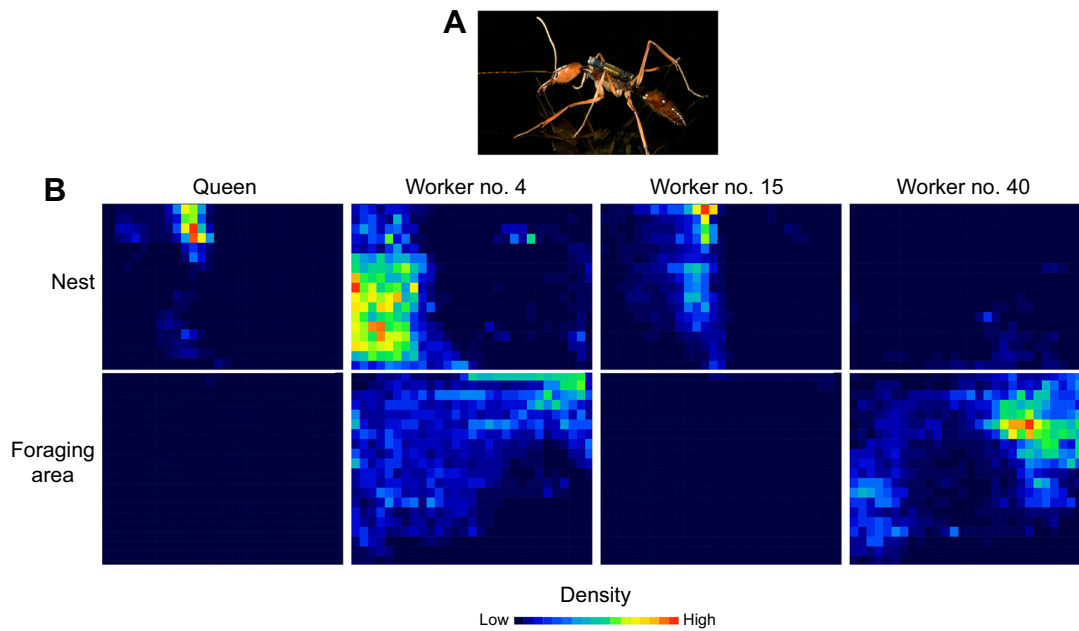 A
B
Queen
Worker no. 4
Worker no. 15
Worker no. 40
Nest
Foraging
area
Density
Low
High